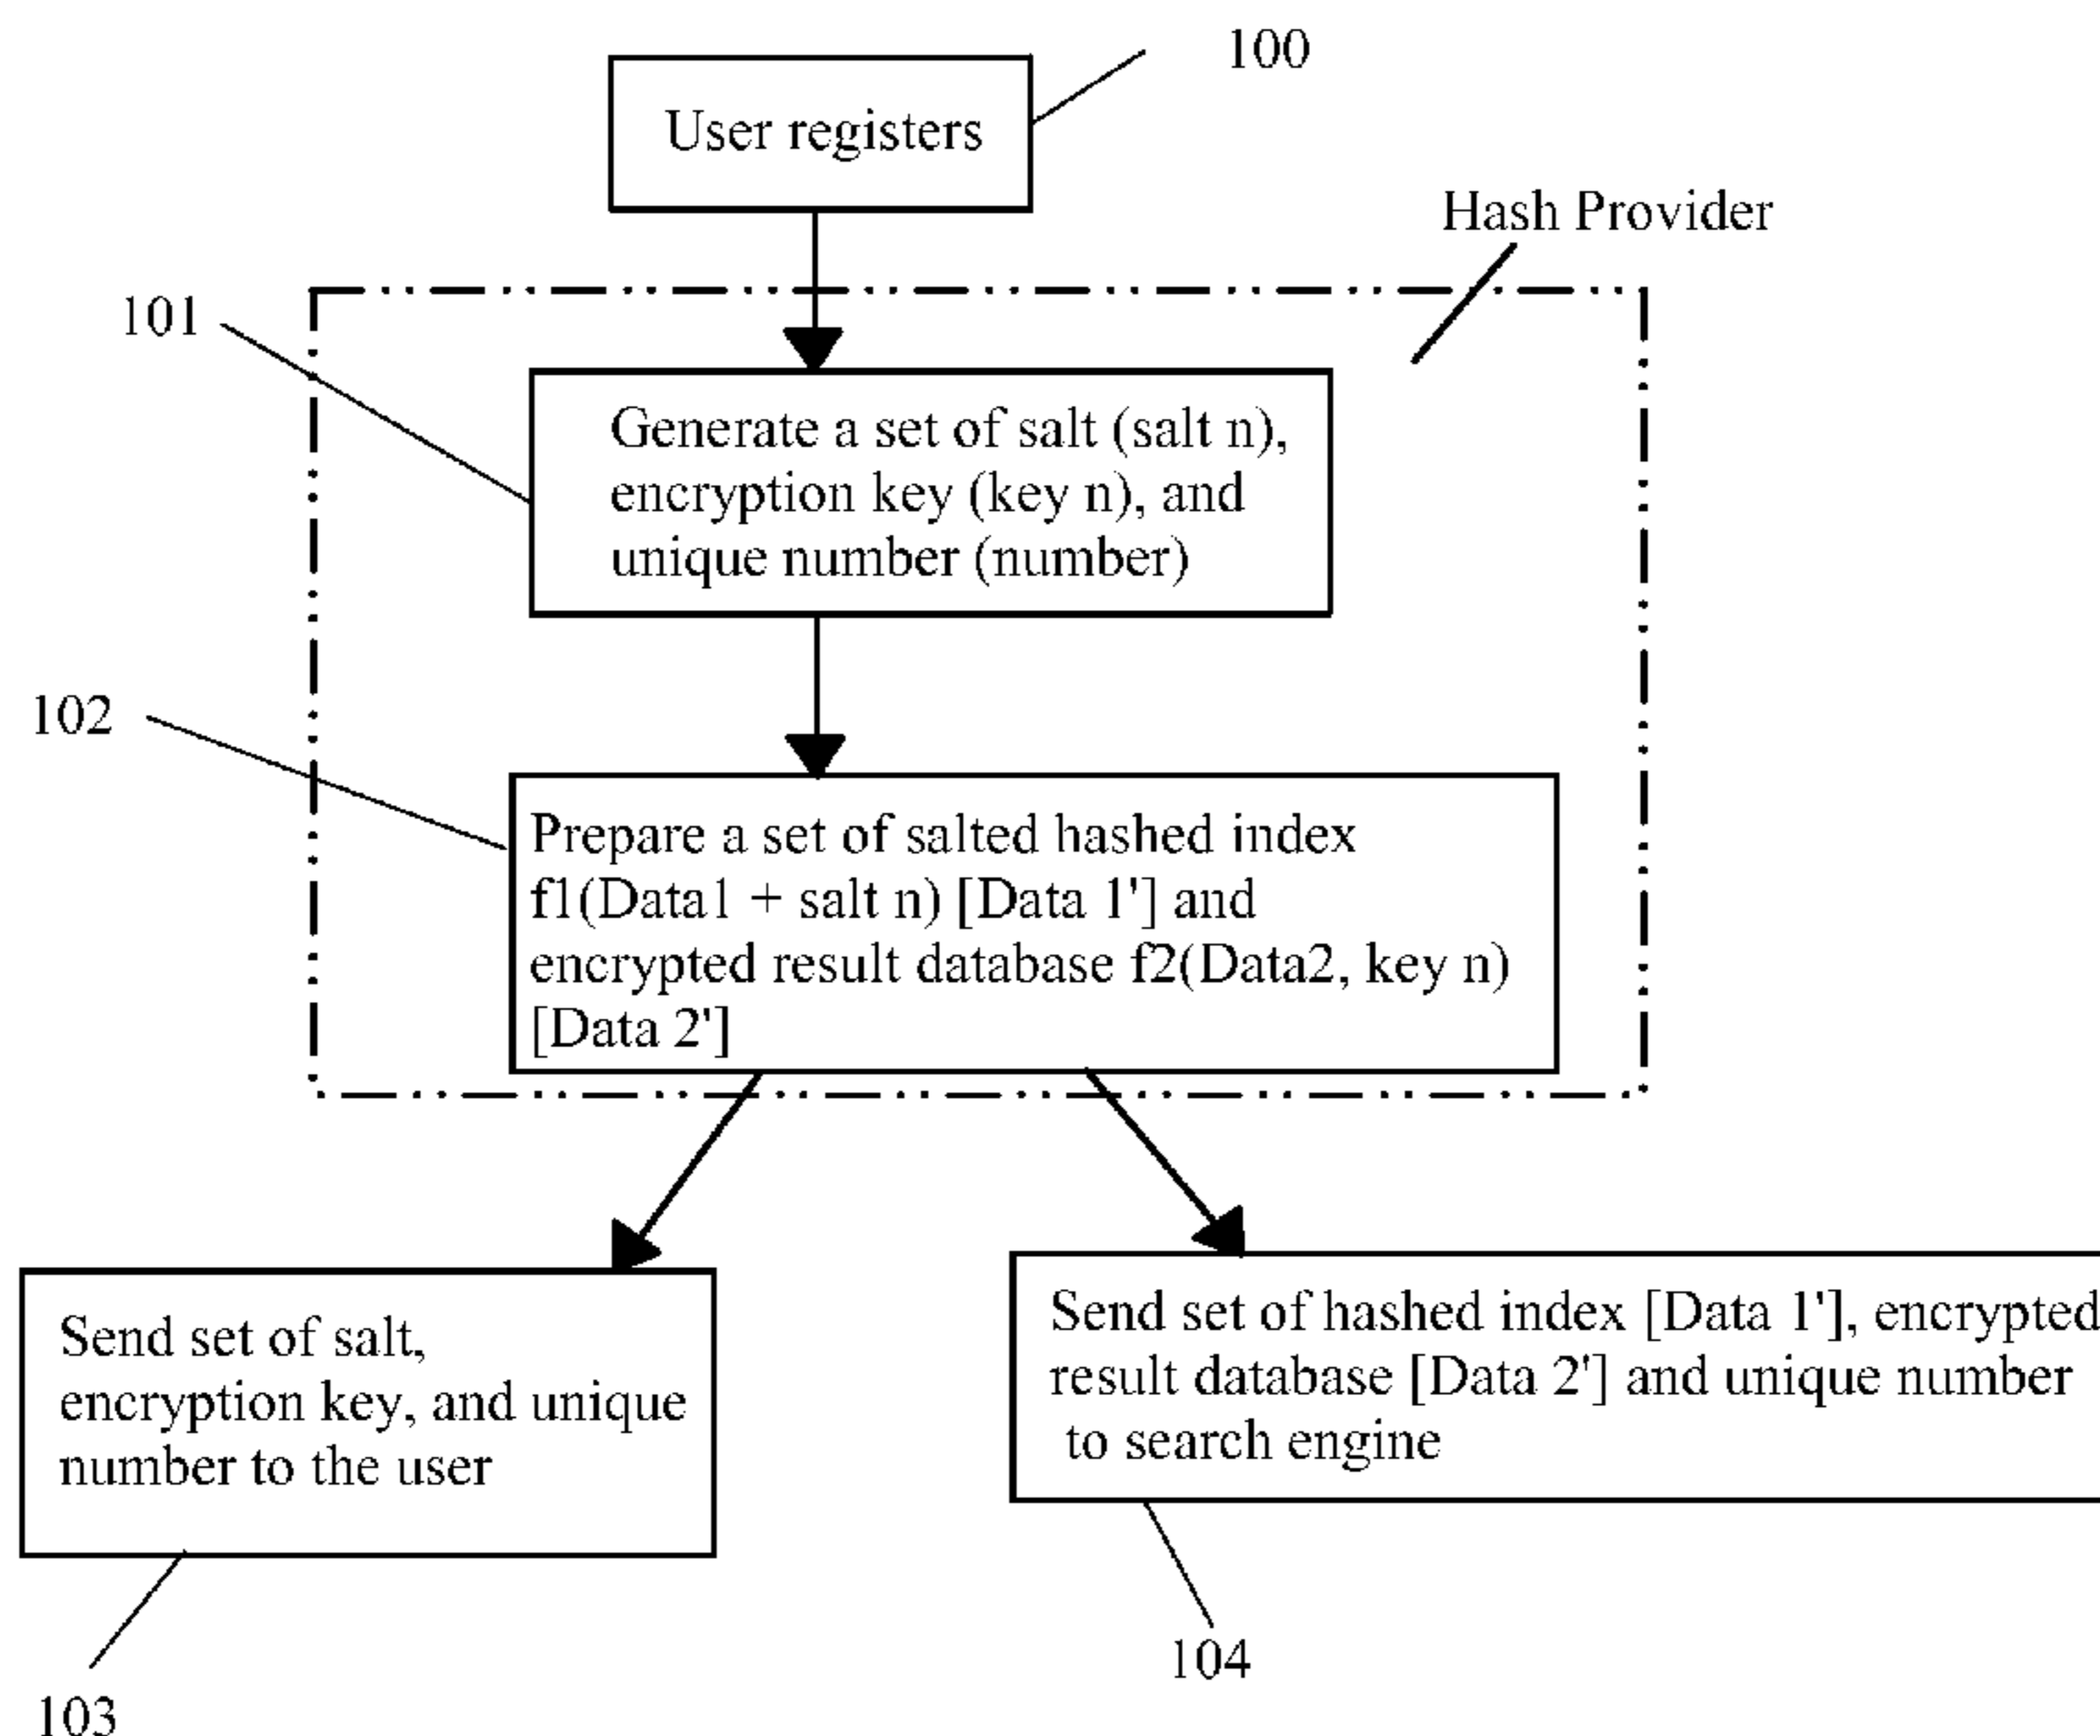 100
User registers
Hash Provider
101
Generate a set of salt (salt n),
encryption key (key n), and
unique number (number)
102
Prepare a set of salted hashed index
f1(Data1 + salt n) [Data 1'] and
encrypted result database f2(Data2, key n)
[Data 2']
Send set of salt,
encryption key, and unique
number to the user
Send set of hashed index [Data 1'], encrypted
result database [Data 2'] and unique number
to search engine
104
103